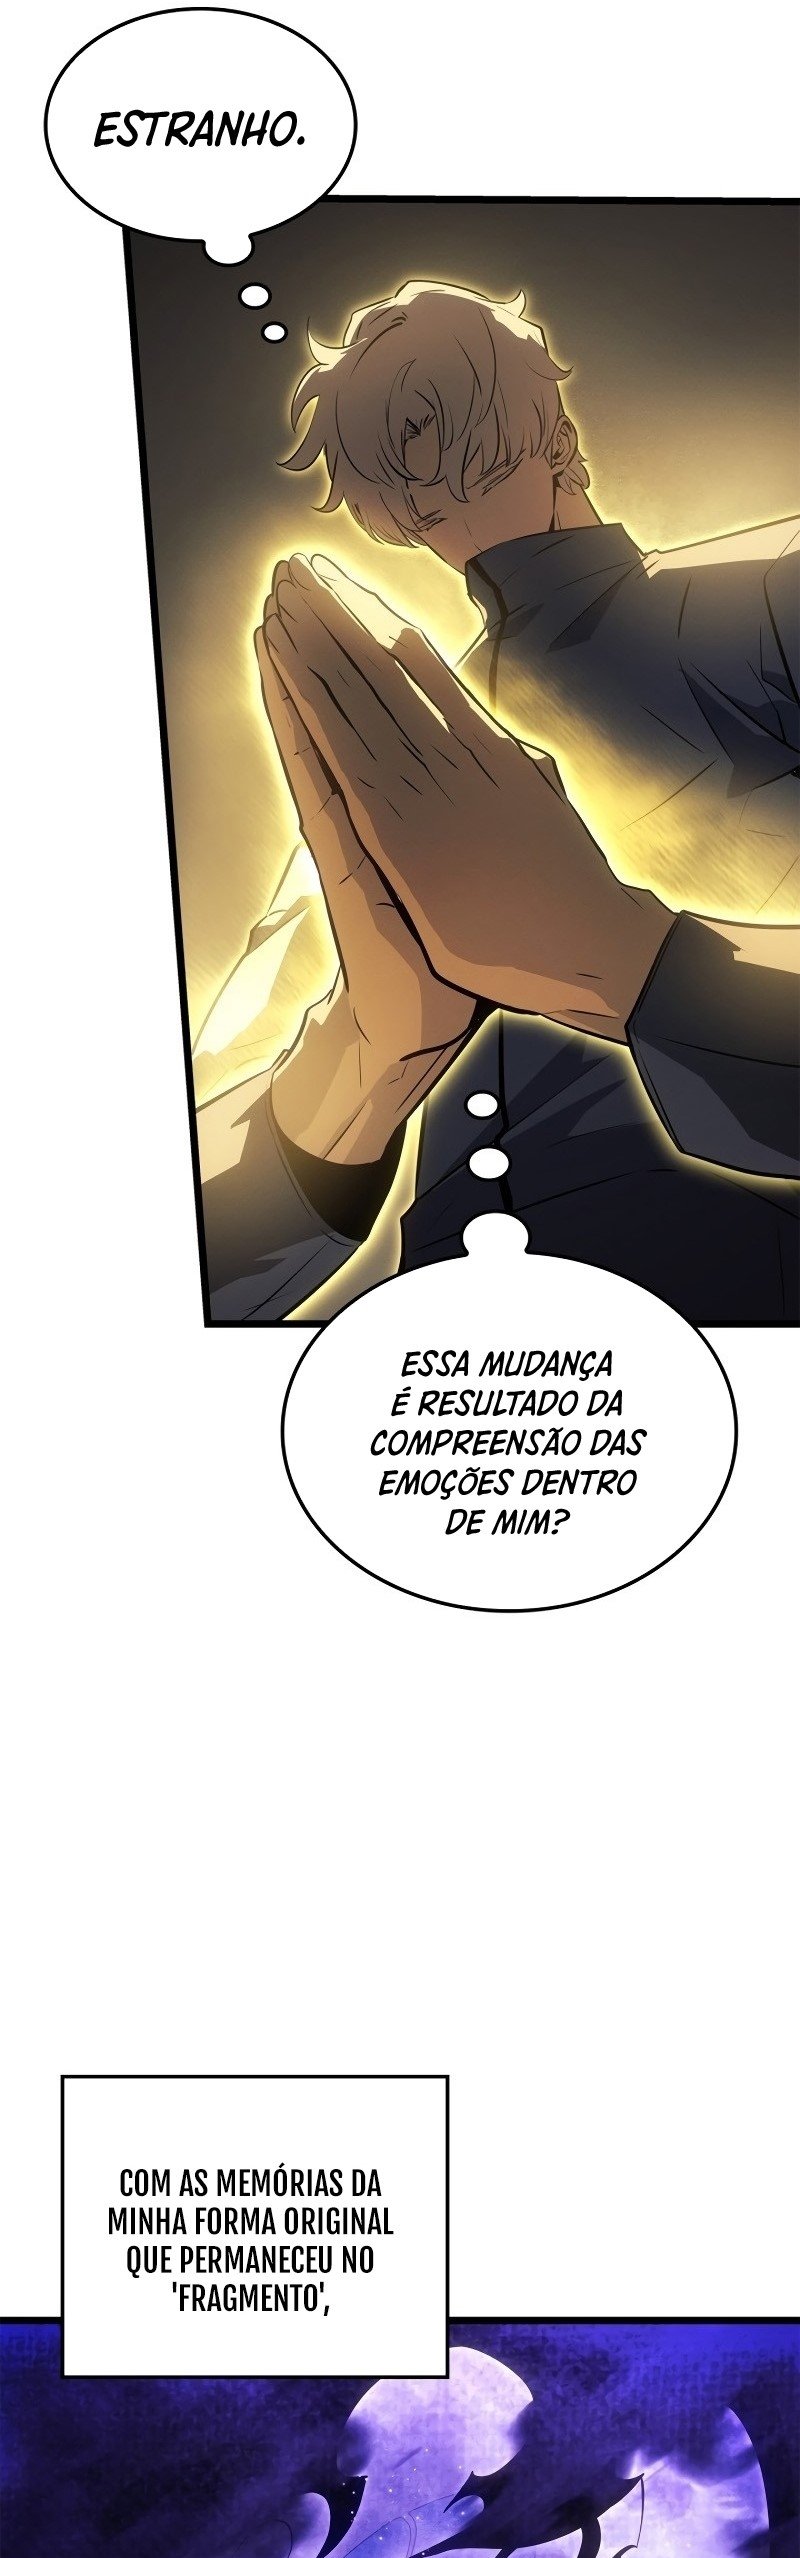 ESTRANHO.
ESSA MUDANÇA
É RESULTADO DA
COMPREENSÃO DAS
EMOÇÕES DENTRO
DE MIM?
COM AS MEMÓRIAS DA
MINHA FORMA ORIGINAL
QUE PERMANECEU NO
'FRAGMENTO',